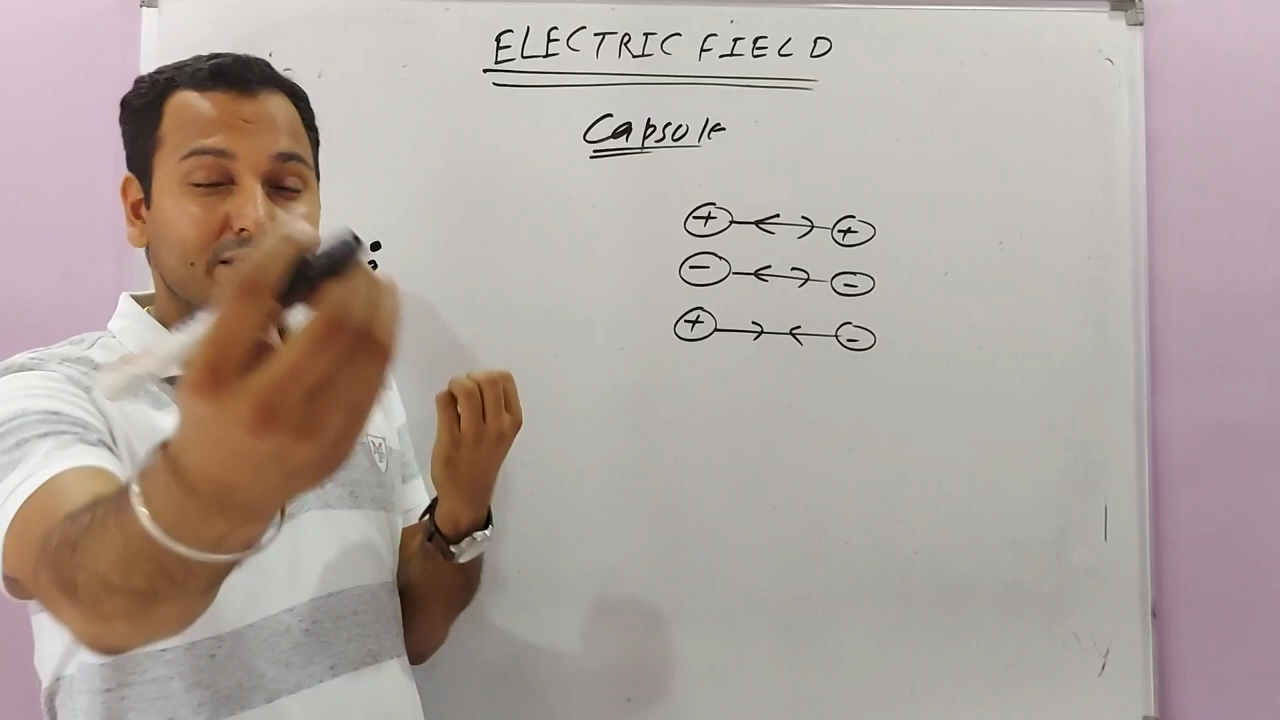 ELECTRIC FIELD
Capsule
+ +
- -
+ -